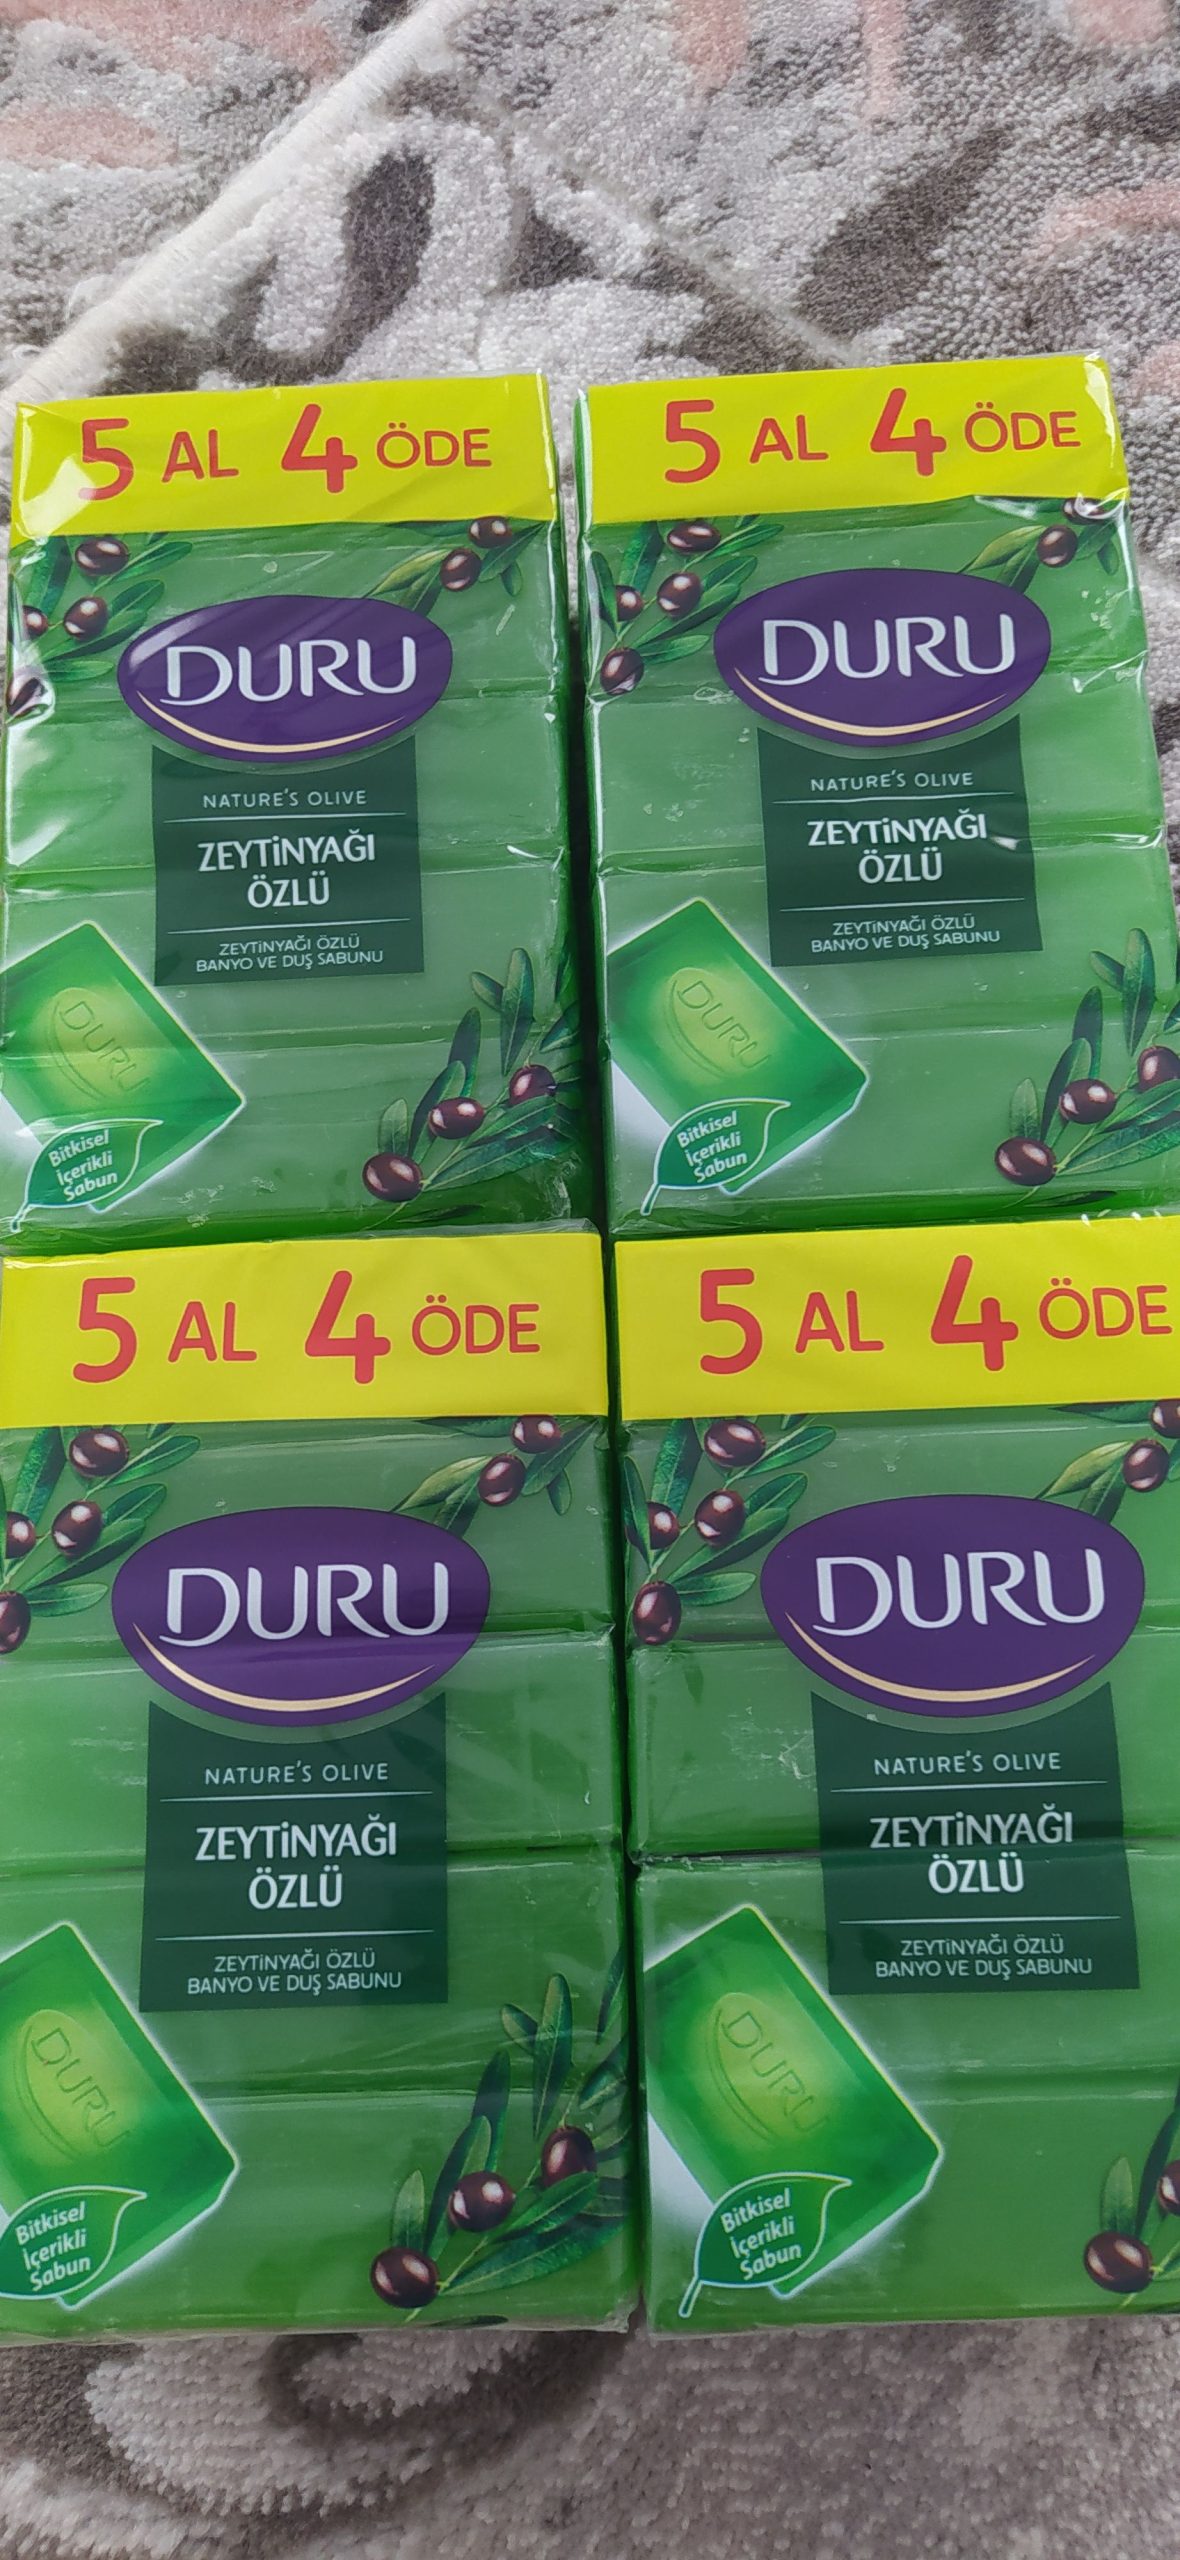 5 AL 4 ÖDE
DURU
NATURE'S OLIVE
ZEYTİNYAĞI
ÖZLÜ
ZEYTİNYAĞI ÖZLÜ
BANYO VE DUŞ SABUNU
DURU
Bitkisel
İçerikli
Sabun
5 AL 4 ÖDE
DURU
NATURE'S OLIVE
ZEYTİNYAĞI
ÖZLÜ
ZEYTİNYAĞI ÖZLÜ
BANYO VE DUŞ SABUNU
DURU
Bitkisel
İçerikli
Sabun
5 AL 4 ÖDE
DURU
NATURE'S OLIVE
ZEYTİNYAĞI
ÖZLÜ
ZEYTİNYAĞI ÖZLÜ
BANYO VE DUŞ SABUNU
DURU
Bitkisel
İçerikli
Sabun
5 AL 4 ÖDE
DURU
NATURE'S OLIVE
ZEYTİNYAĞI
ÖZLÜ
ZEYTİNYAĞI ÖZLÜ
BANYO VE DUŞ SABUNU
DURU
Bitkisel
İçerikli
Sabun